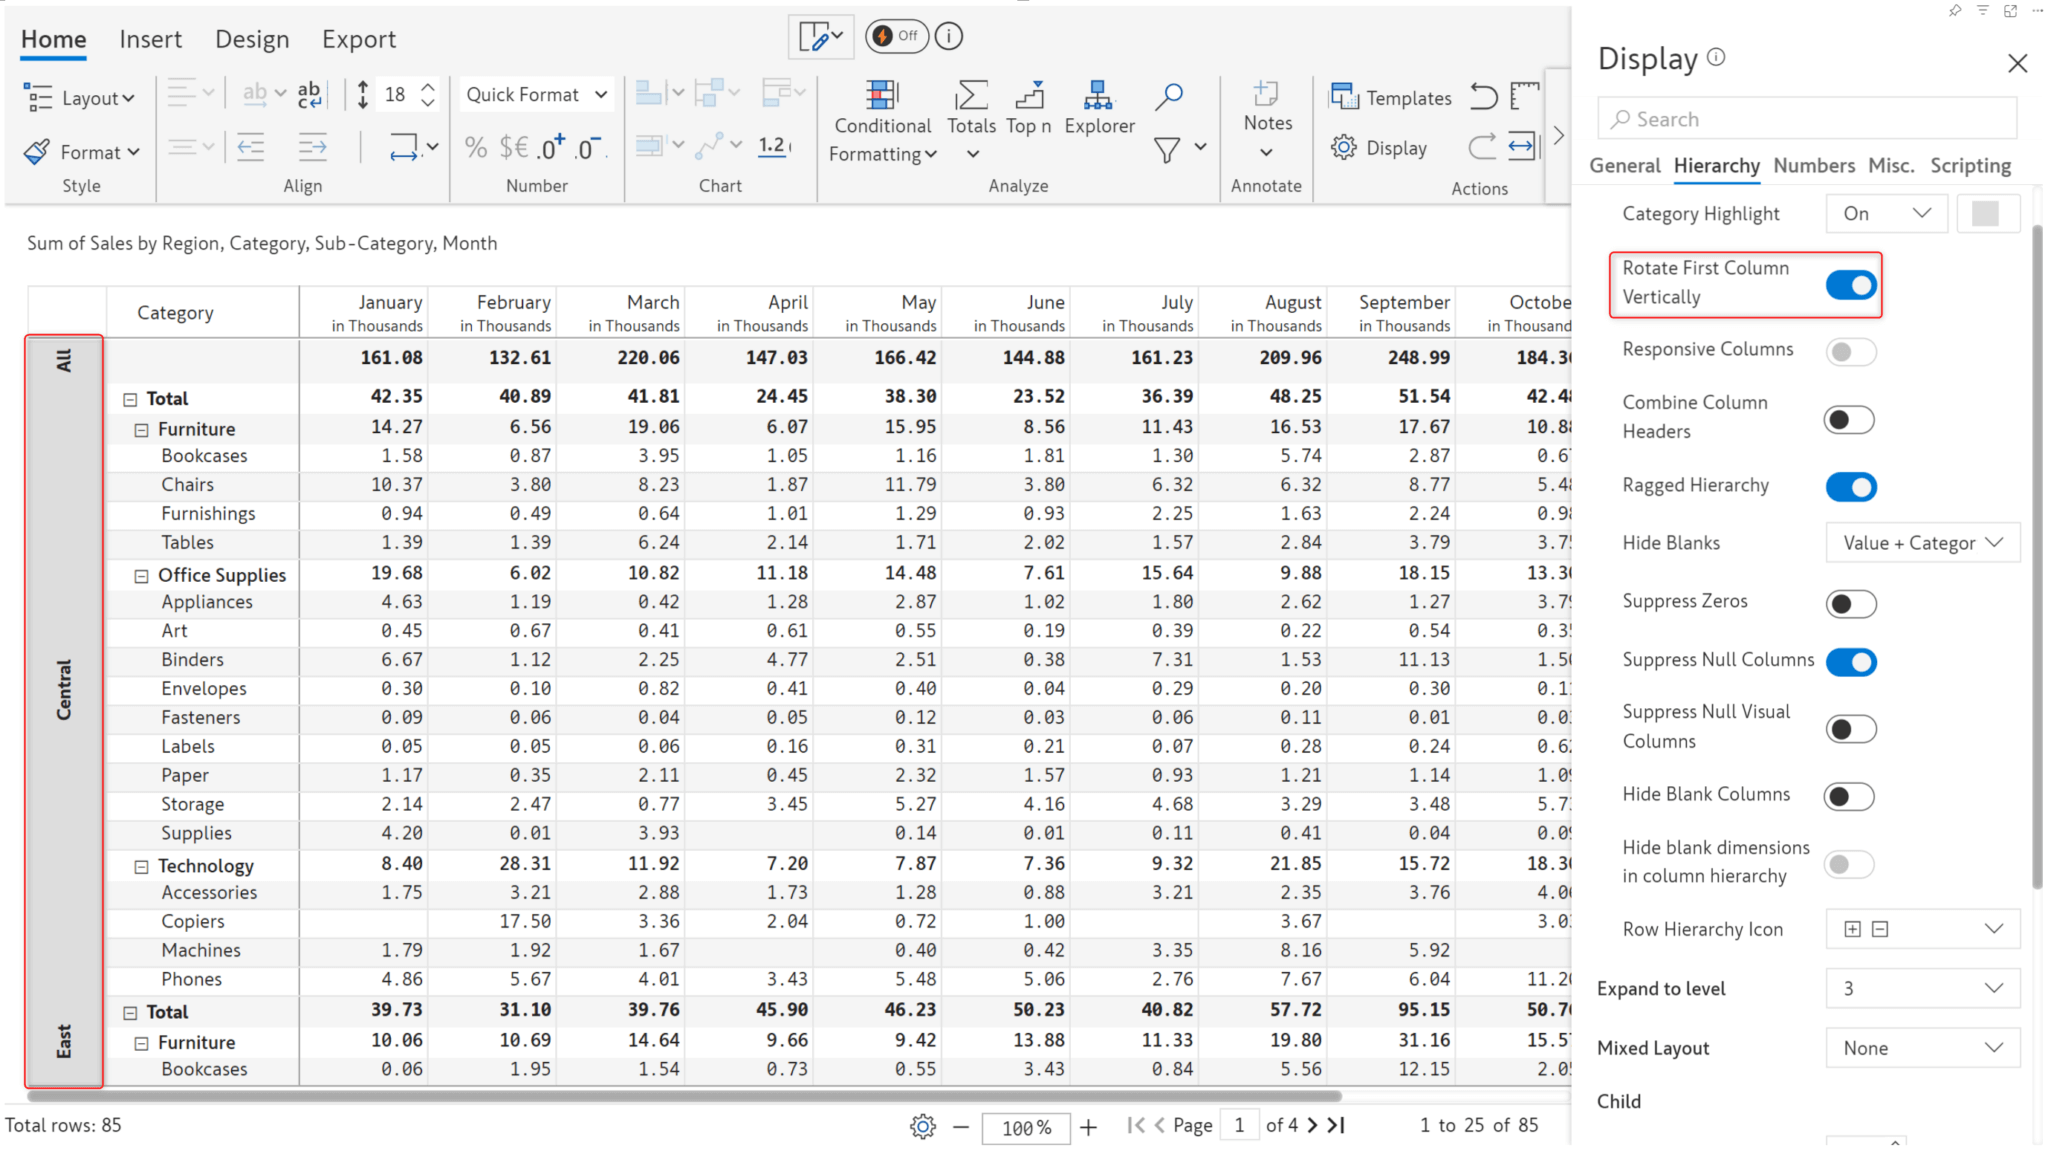 Home Insert Design Export Off
Layout ab ab c 18 Quick Format Conditional Formatting Totals Top n Explorer Notes Templates
Format % $€ .0+ .0- 1.2 Display
Style Align Number Chart Analyze Annotate Actions
Sum of Sales by Region, Category, Sub-Category, Month
Category January February March April May June July August September Octobe
in Thousands in Thousands in Thousands in Thousands in Thousands in Thousands in Thousands in Thousands in Thousands in Thousa
All 161.08 132.61 220.06 147.03 166.42 144.88 161.23 209.96 248.99 184.3
Total 42.35 40.89 41.81 24.45 38.30 23.52 36.39 48.25 51.54 42.4
Furniture 14.27 6.56 19.06 6.07 15.95 8.56 11.43 16.53 17.67 10.8
Bookcases 1.58 0.87 3.95 1.05 1.16 1.81 1.30 5.74 2.87 0.6
Chairs 10.37 3.80 8.23 1.87 11.79 3.80 6.32 6.32 8.77 5.4
Furnishings 0.94 0.49 0.64 1.01 1.29 0.93 2.25 1.63 2.24 0.9
Tables 1.39 1.39 6.24 2.14 1.71 2.02 1.57 2.84 3.79 3.7
Office Supplies 19.68 6.02 10.82 11.18 14.48 7.61 15.64 9.88 18.15 13.3
Appliances 4.63 1.19 0.42 1.28 2.87 1.02 1.80 2.62 1.27 3.7
Art 0.45 0.67 0.41 0.61 0.55 0.19 0.39 0.22 0.54 0.3
Binders 6.67 1.12 2.25 4.77 2.51 0.38 7.31 1.53 11.13 1.5
Central
Envelopes 0.30 0.10 0.82 0.41 0.40 0.04 0.29 0.20 0.30 0.1
Fasteners 0.09 0.06 0.04 0.05 0.12 0.03 0.06 0.11 0.01 0.0
Labels 0.05 0.05 0.06 0.16 0.31 0.21 0.07 0.28 0.24 0.6
Paper 1.17 0.35 2.11 0.45 2.32 1.57 0.93 1.21 1.14 1.0
Storage 2.14 2.47 0.77 3.45 5.27 4.16 4.68 3.29 3.48 5.7
Supplies 4.20 0.01 3.93 0.14 0.01 0.11 0.41 0.04 0.0
Technology 8.40 28.31 11.92 7.20 7.87 7.36 9.32 21.85 15.72 18.3
Accessories 1.75 3.21 2.88 1.73 1.28 0.88 3.21 2.35 3.76 4.0
Copiers 17.50 3.36 2.04 0.72 1.00 3.67 3.0
Machines 1.79 1.92 1.67 0.40 0.42 3.35 8.16 5.92
Phones 4.86 5.67 4.01 3.43 5.48 5.06 2.76 7.67 6.04 11.2
Total 39.73 31.10 39.76 45.90 46.23 50.23 40.82 57.72 95.15 50.7
East
Furniture 10.06 10.69 14.64 9.66 9.42 13.88 11.33 19.80 31.16 15.5
Bookcases 0.06 1.95 1.54 0.73 0.55 3.43 0.84 5.56 12.15 2.0
Total rows: 85 100% Page 1 of 4 1 to 25 of 85
Display
Search
General Hierarchy Numbers Misc. Scripting
Category Highlight On
Rotate First Column
Vertically
Responsive Columns
Combine Column
Headers
Ragged Hierarchy
Hide Blanks Value + Categor
Suppress Zeros
Suppress Null Columns
Suppress Null Visual
Columns
Hide Blank Columns
Hide blank dimensions
in column hierarchy
Row Hierarchy Icon
Expand to level 3
Mixed Layout None
Child